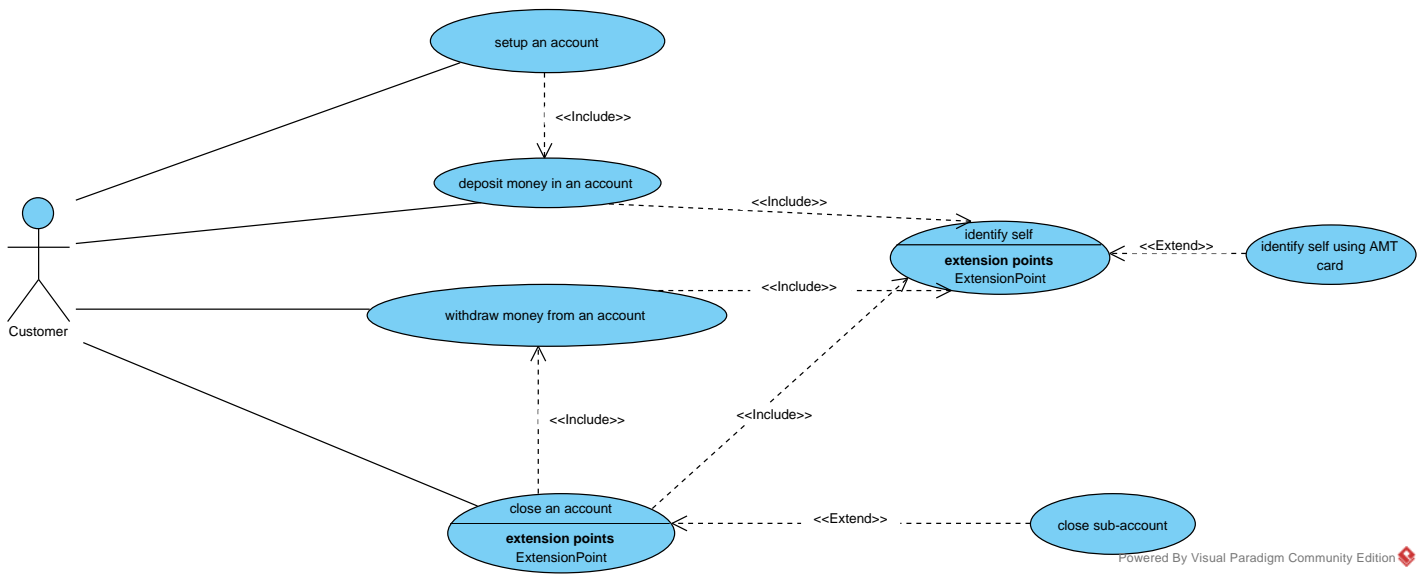 setup an account
<<Include>>
deposit money in an account
<<Include>>
identify self
extension points
ExtensionPoint
<<Extend>>
identify self using AMT
card
<<Include>>
withdraw money from an account
Customer
<<Include>>
<<Include>>
close an account
extension points
ExtensionPoint
<<Extend>>
close sub-account
Powered By Visual Paradigm Community Edition